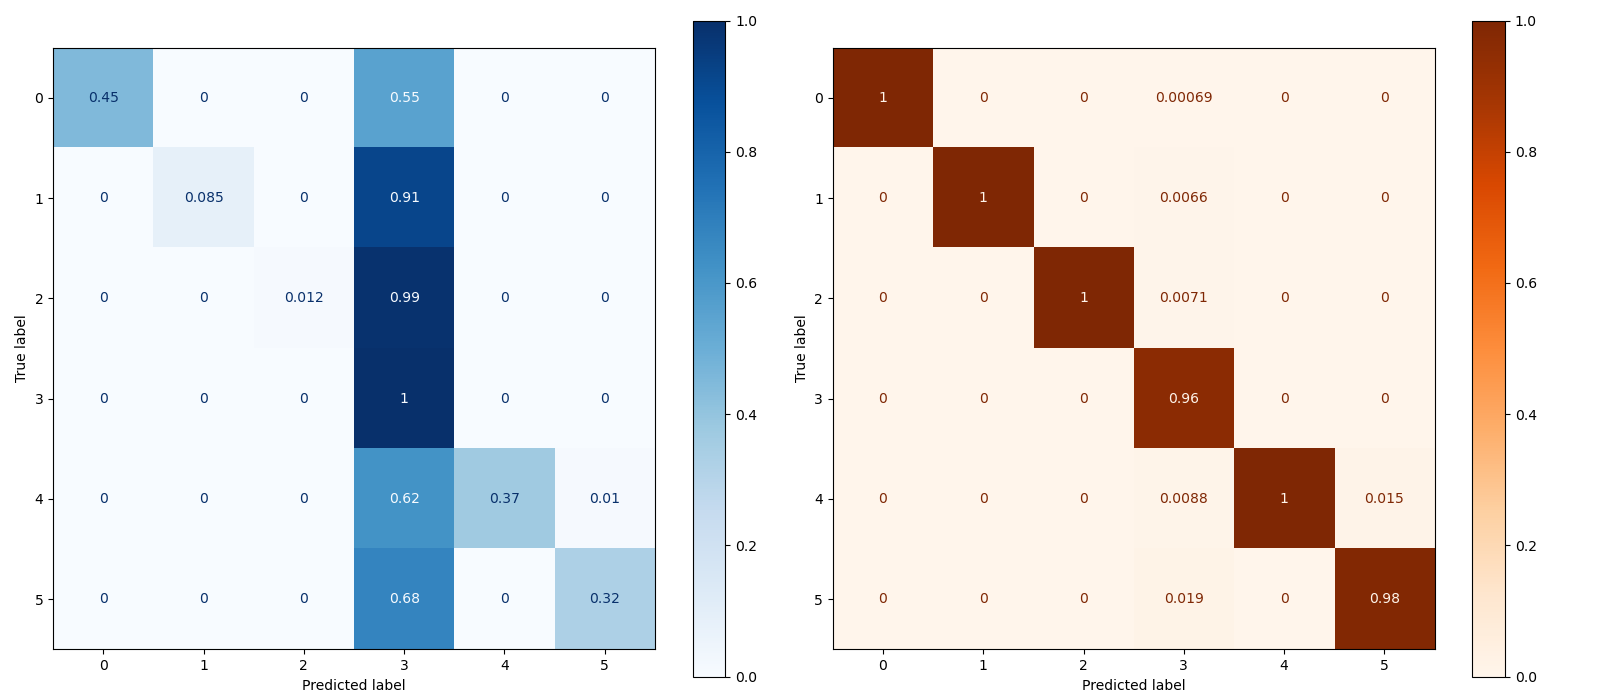 1.0
0 0.45 0 0 0.55 0 0
0.8
1 0 0.085 0 0.91 0 0
2 0 0 0.012 0.99 0 0
0.6
True label
3 0 0 0 1 0 0
0.4
4 0 0 0 0.62 0.37 0.01
0.2
5 0 0 0 0.68 0 0.32
0.0
0 1 2 3 4 5
Predicted label
1.0
0 1 0 0 0.00069 0 0
0.8
1 0 1 0 0.0066 0 0
2 0 0 1 0.0071 0 0
0.6
True label
3 0 0 0 0.96 0 0
0.4
4 0 0 0 0.0088 1 0.015
0.2
5 0 0 0 0.019 0 0.98
0.0
0 1 2 3 4 5
Predicted label